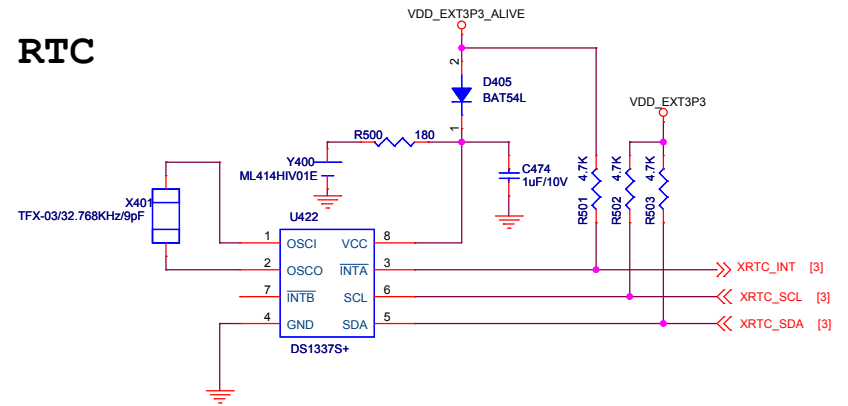 VDD_EXT3P3_ALIVE
RTC
2
D405
BAT54L
VDD_EXT3P3
1
R500 180
Y400
ML414HIV01E
C474
1uF/10V
4.7K
4.7K
4.7K
R501
R502
R503
X401
TFX-03/32.768KHz/9pF
U422
1 OSCI VCC 8
2 OSCO INTA 3
XRTC_INT [3]
7 INTB SCL 6
XRTC_SCL [3]
4 GND SDA 5
XRTC_SDA [3]
DS1337S+